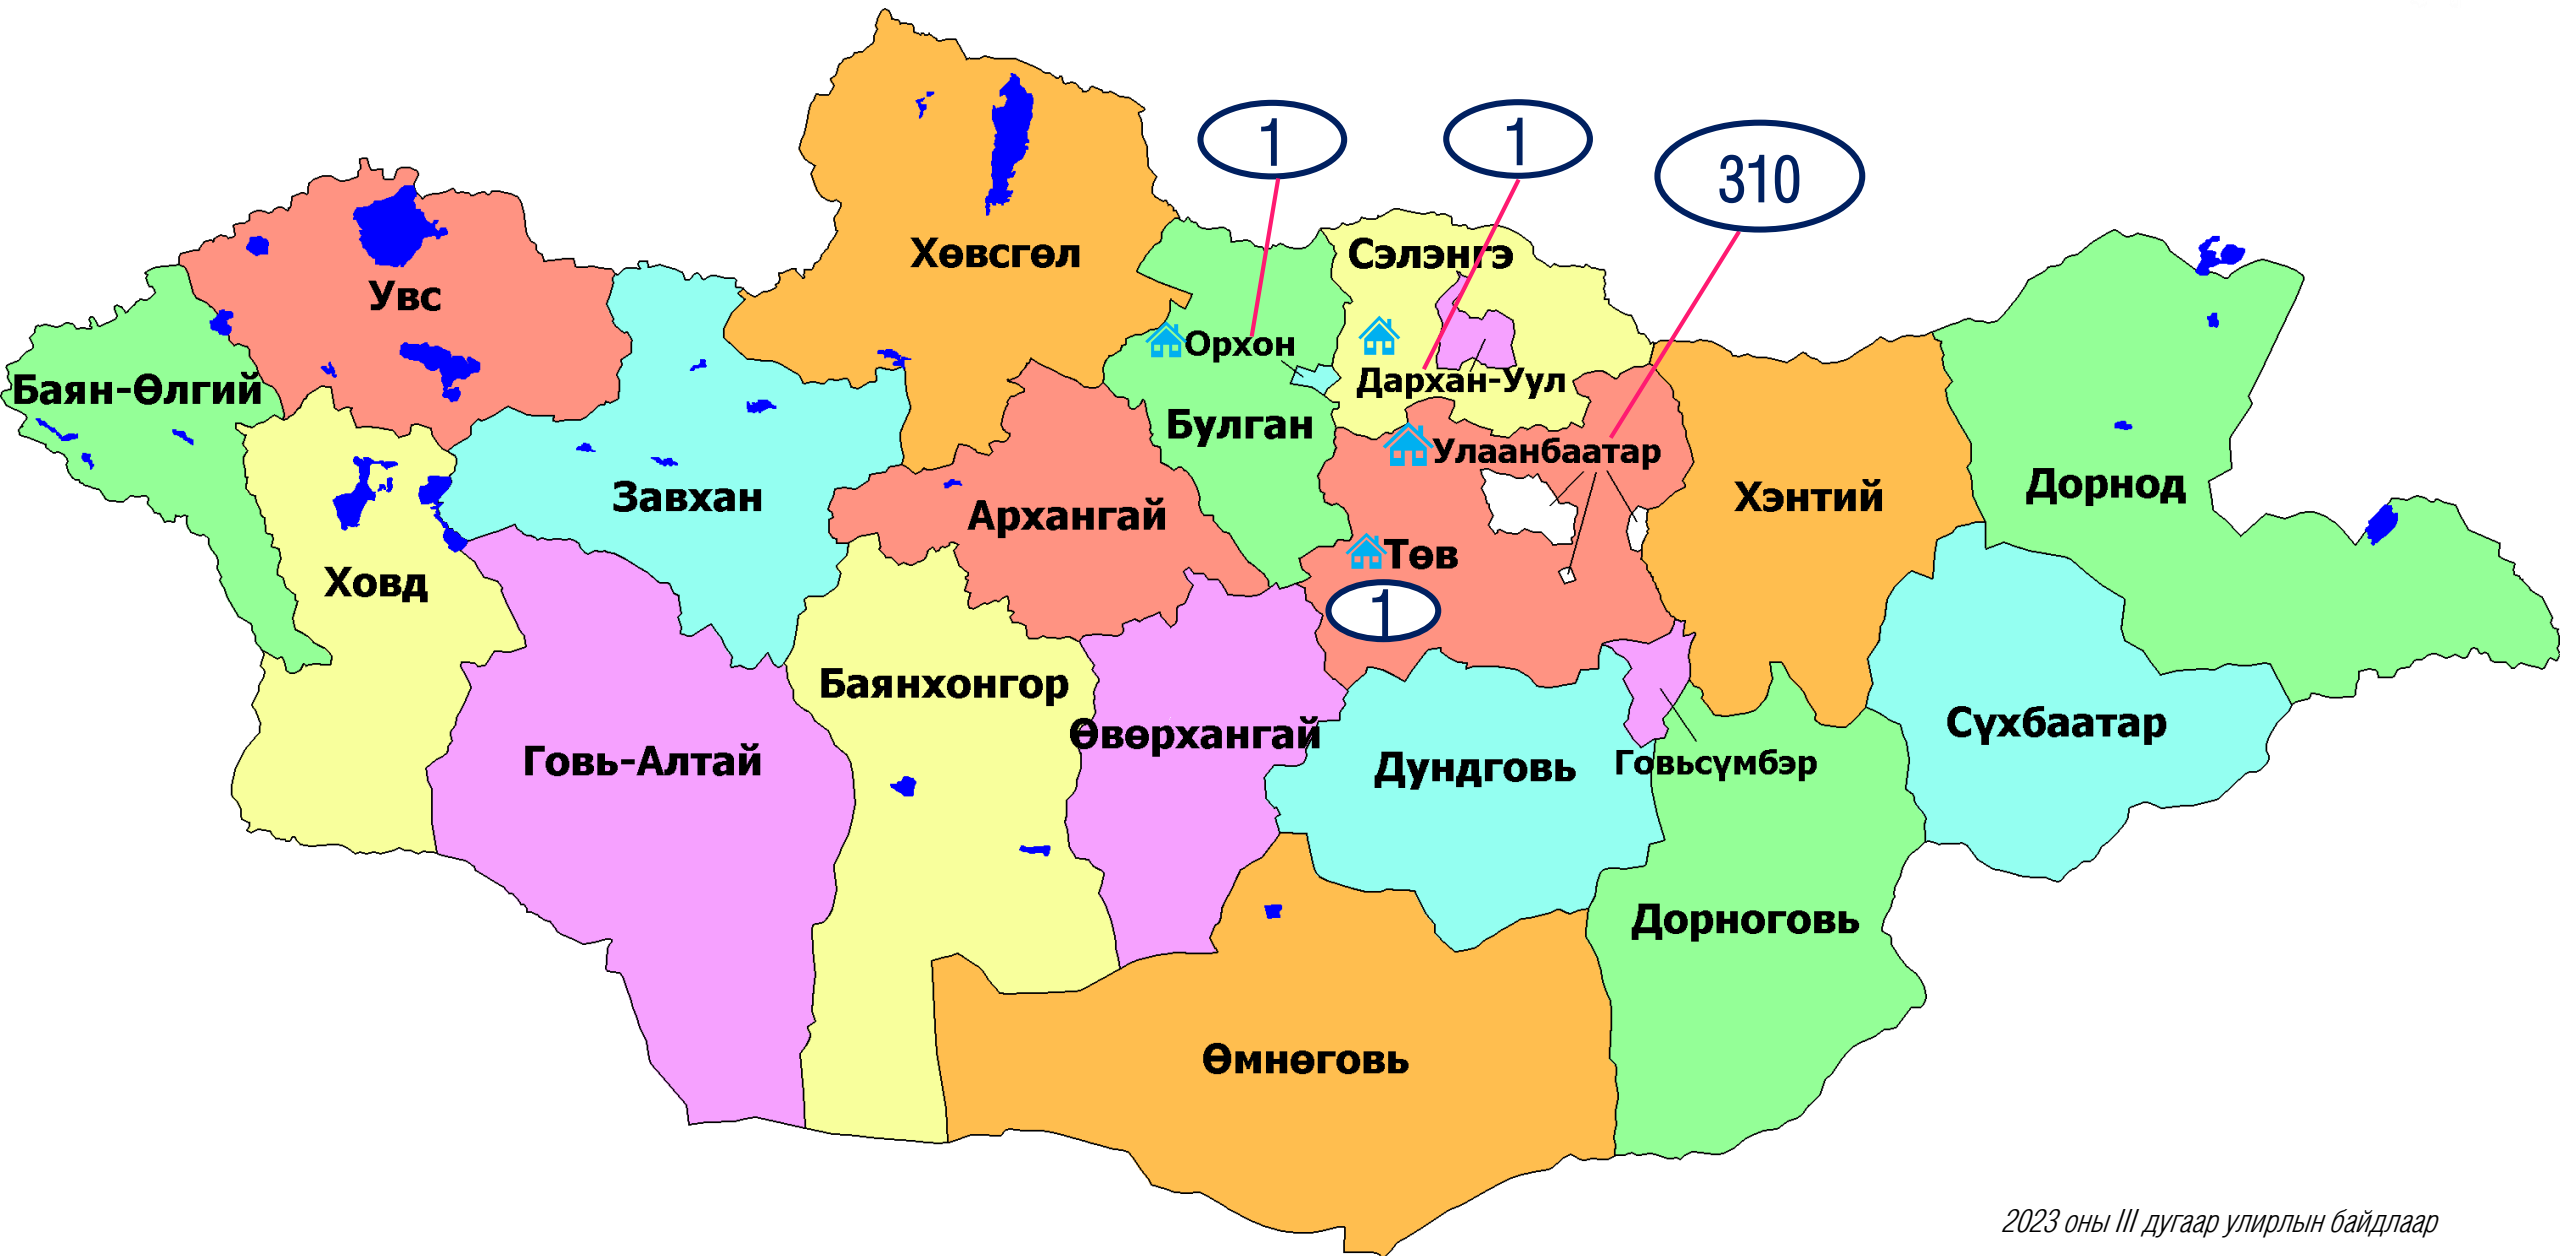 1
1
310
Хөвсгөл
Сэлэнгэ
Увс
Орхон
Дархан-Уул
Баян-Өлгий
Булган
Улаанбаатар
Завхан
Архангай
Хэнтий
Дорнод
Төв
Ховд
1
Баянхонгор
Өвөрхангай
Сүхбаатар
Говь-Алтай
Дундговь
Говьсүмбэр
Дорноговь
Өмнөговь
2023 оны III дугаар улирлын байдлаар